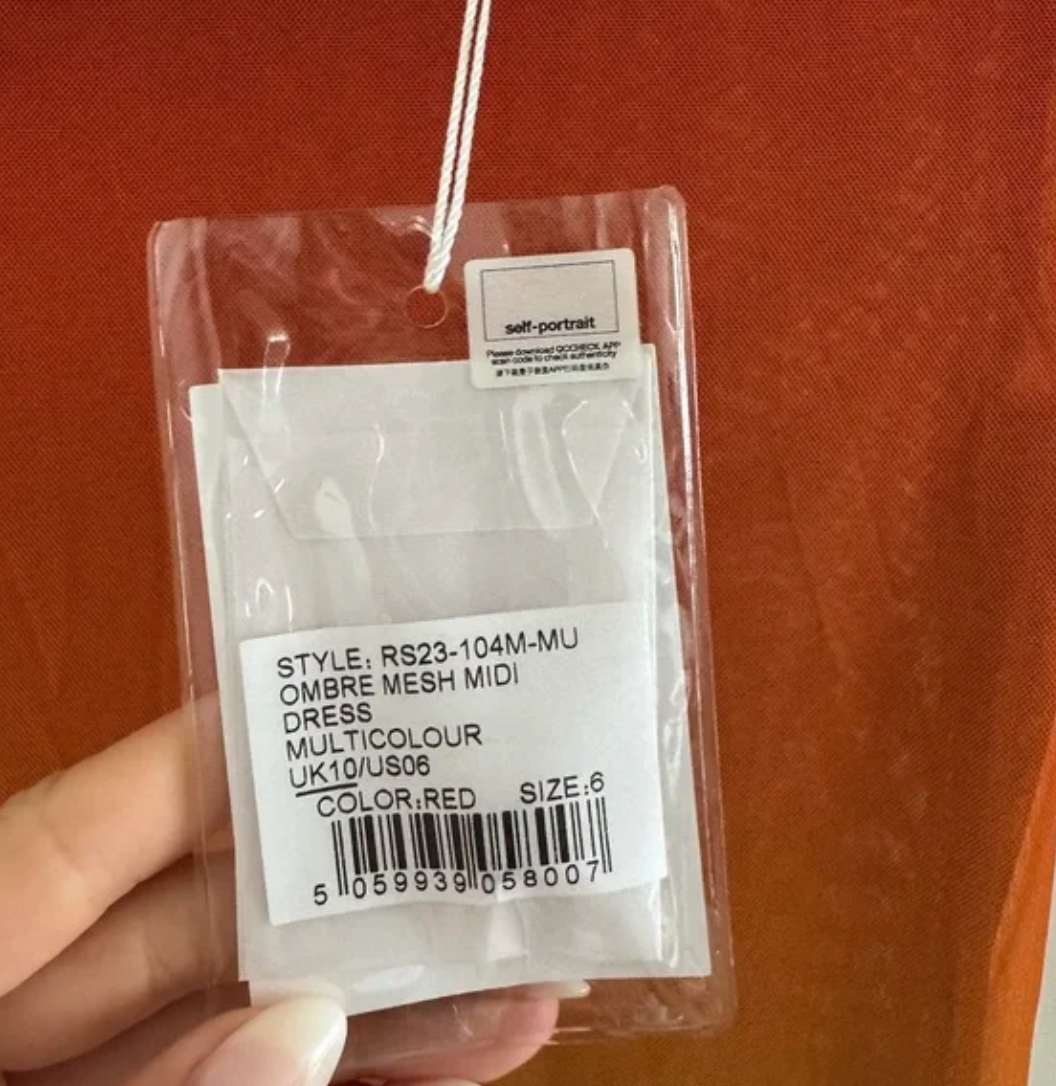 self-portrait
Please download QCCHECK APP
scan code to check authenticity
STYLE: RS23-104M-MU
OMBRE MESH MIDI
DRESS
MULTICOLOUR
UK10/US06
COLOR:RED SIZE:6
5 059939 058007